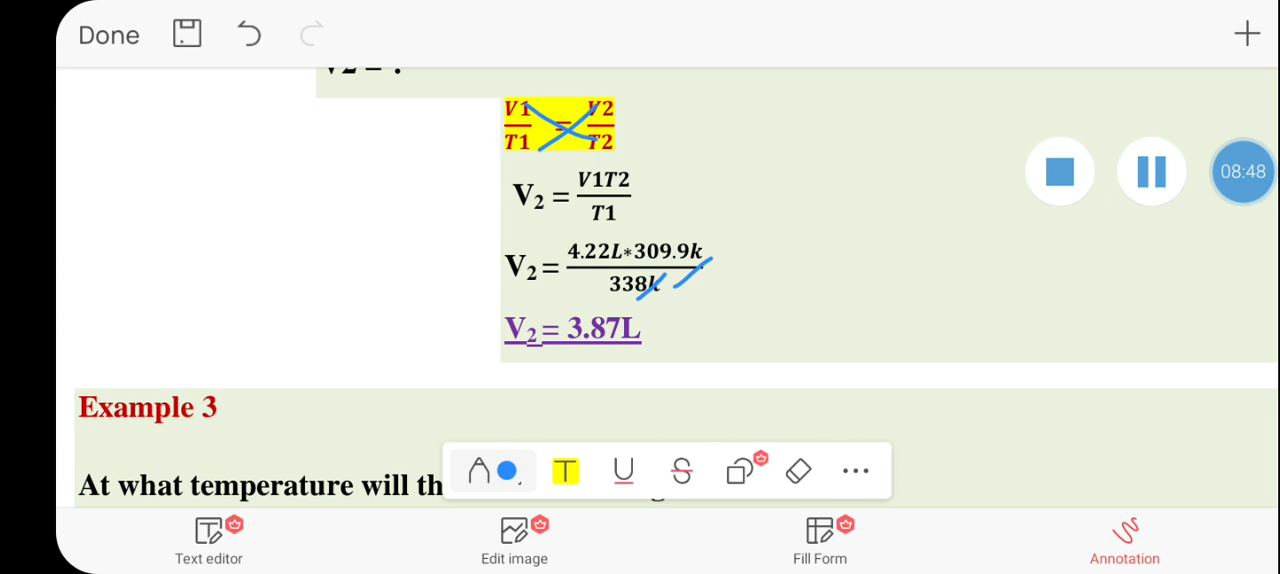 Done
V1/T1 = V2/T2
V₂ = V1T2/T1
V₂ = 4.22L*309.9k/338k
V₂ = 3.87L
08:48
Example 3
At what temperature will th
T U S
Text editor
Edit image
Fill Form
Annotation